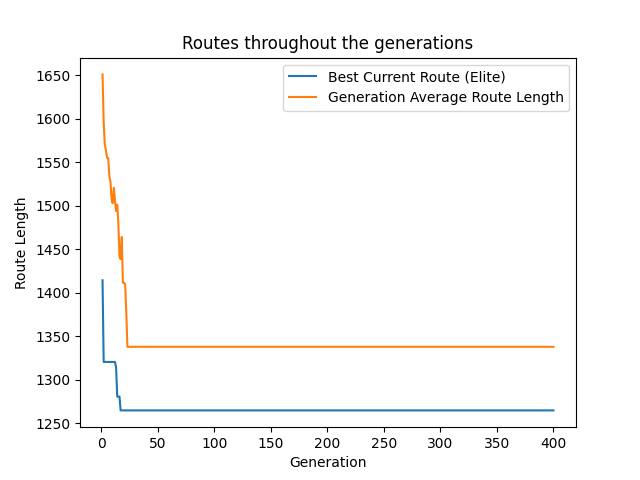 Routes throughout the generations
Best Current Route (Elite)
Generation Average Route Length
1650
1600
1550
1500
1450
1400
1350
1300
1250
Route Length
0 50 100 150 200 250 300 350 400
Generation